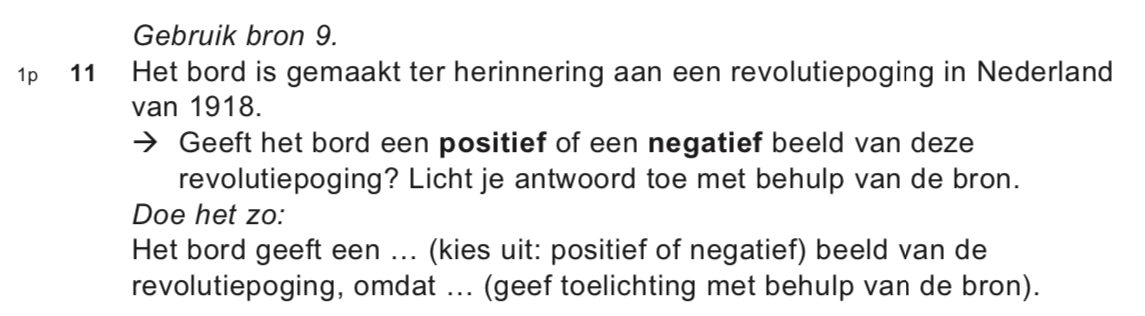 Gebruik bron 9.
1p 11 Het bord is gemaakt ter herinnering aan een revolutiepoging in Nederland
van 1918.
→ Geeft het bord een positief of een negatief beeld van deze
revolutiepoging? Licht je antwoord toe met behulp van de bron.
Doe het zo:
Het bord geeft een … (kies uit: positief of negatief) beeld van de
revolutiepoging, omdat … (geef toelichting met behulp van de bron).